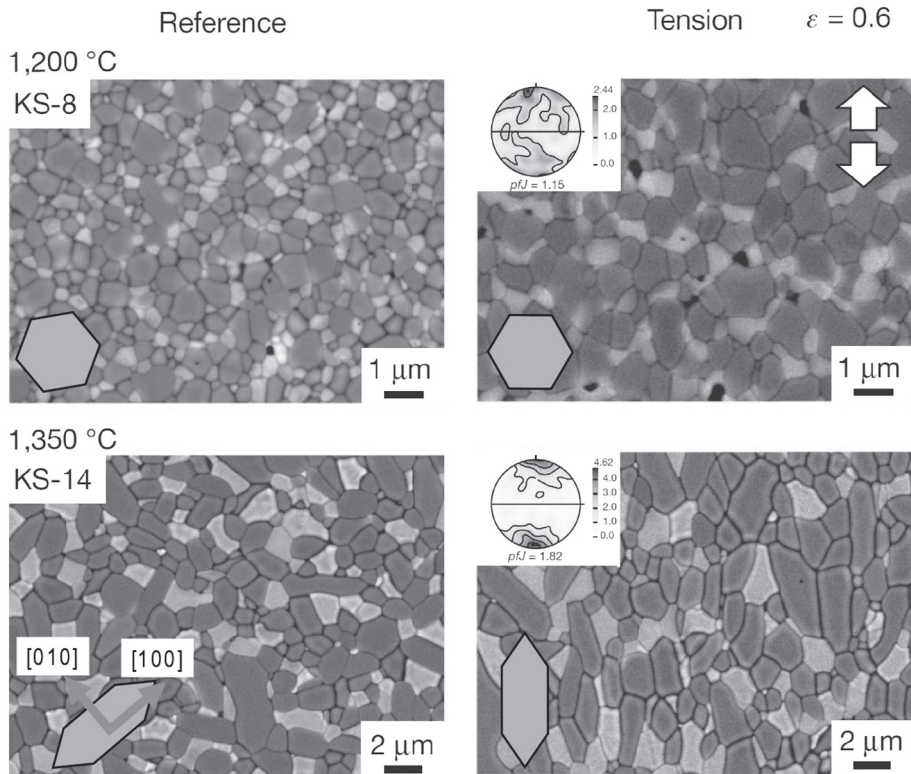 Reference
Tension ε = 0.6
1,200 °C
KS-8
2.44
2.0
1.0
0.0
pfJ = 1.15
1 μm
1 μm
1,350 °C
KS-14
4.62
4.0
3.0
2.0
1.0
0.0
pfJ = 1.82
[010]
[100]
2 μm
2 μm